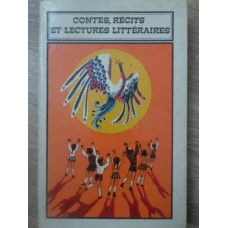 CONTES, RÉCITS
ET LECTURES LITTÉRAIRES